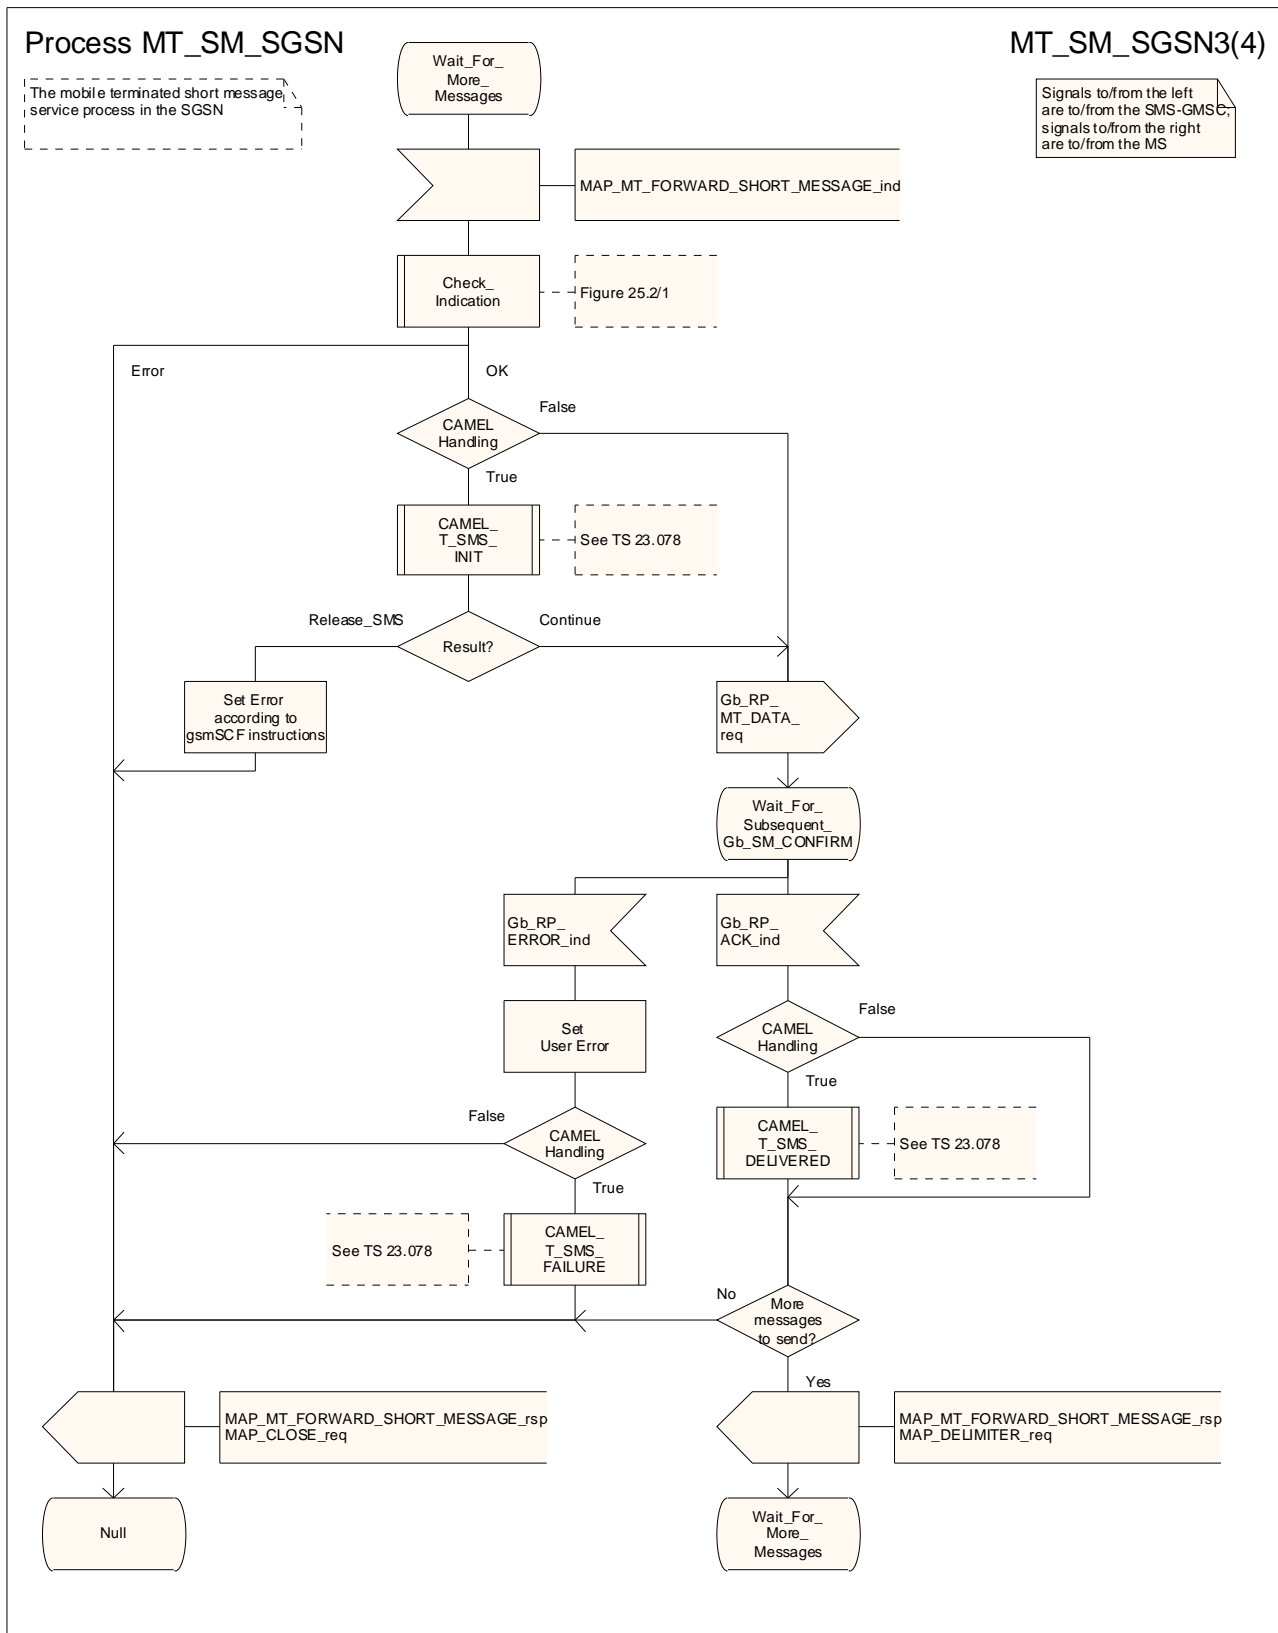 Process MT_SM_SGSN
MT_SM_SGSN3(4)
The mobile terminated short message
service process in the SGSN
Signals to/from the left
are to/from the SMS-GMSC;
signals to/from the right
are to/from the MS
Wait_For_
More_
Messages
MAP_MT_FORWARD_SHORT_MESSAGE_ind
Check_
Indication
Figure 25.2/1
Error
OK
CAMEL
Handling
False
True
CAMEL_
T_SMS_
INIT
See TS 23.078
Release_SMS
Result?
Continue
Set Error
according to
gsmSCF instructions
Gb_RP_
MT_DATA_
req
Wait_For_
Subsequent_
Gb_SM_CONFIRM
Gb_RP_
ERROR_ind
Gb_RP_
ACK_ind
Set
User Error
CAMEL
Handling
False
True
False
CAMEL
Handling
True
CAMEL_
T_SMS_
DELIVERED
See TS 23.078
See TS 23.078
CAMEL_
T_SMS_
FAILURE
No
More
messages
to send?
Yes
MAP_MT_FORWARD_SHORT_MESSAGE_rsp
MAP_CLOSE_req
MAP_MT_FORWARD_SHORT_MESSAGE_rsp
MAP_DELIMITER_req
Null
Wait_For_
More_
Messages